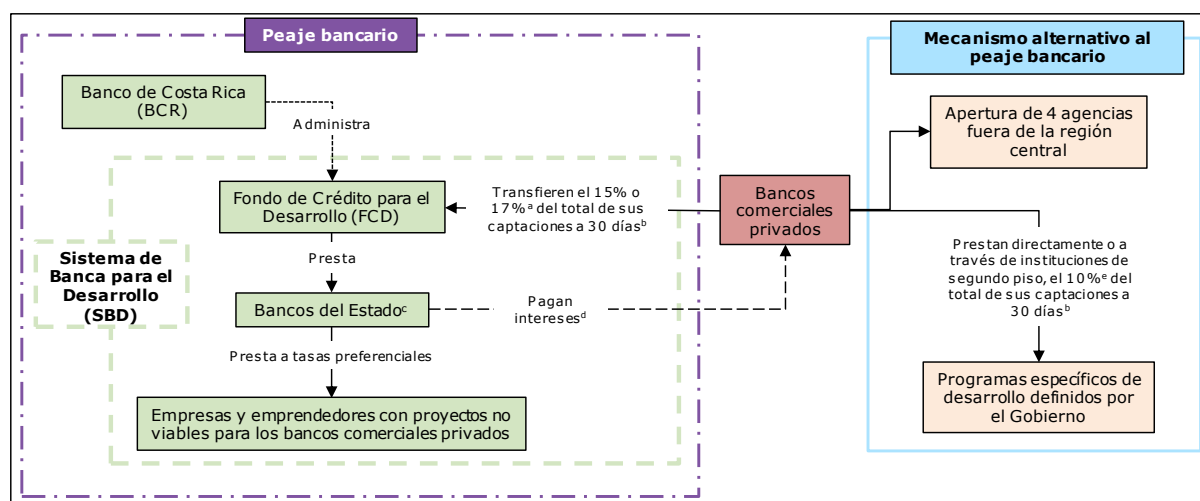 Peaje bancario
Mecanismo alternativo al
peaje bancario
Banco de Costa Rica
(BCR)
Administra
Apertura de 4 agencias
fuera de la región
central
Fondo de Crédito para el
Desarrollo (FCD)
Transfieren el 15% o
17%ᵃ del total de sus
captaciones a 30 díasᵇ
Bancos
comerciales
privados
Sistema de
Banca para el
Desarrollo
(SBD)
Presta
Prestan directamente o a
través de instituciones de
segundo piso, el 10%ᵉ del
total de sus captaciones a
30 díasᵇ
Bancos del Estadoᶜ
Pagan
interesesᵈ
Presta a tasas preferenciales
Empresas y emprendedores con proyectos no
viables para los bancos comerciales privados
Programas específicos de
desarrollo definidos por
el Gobierno